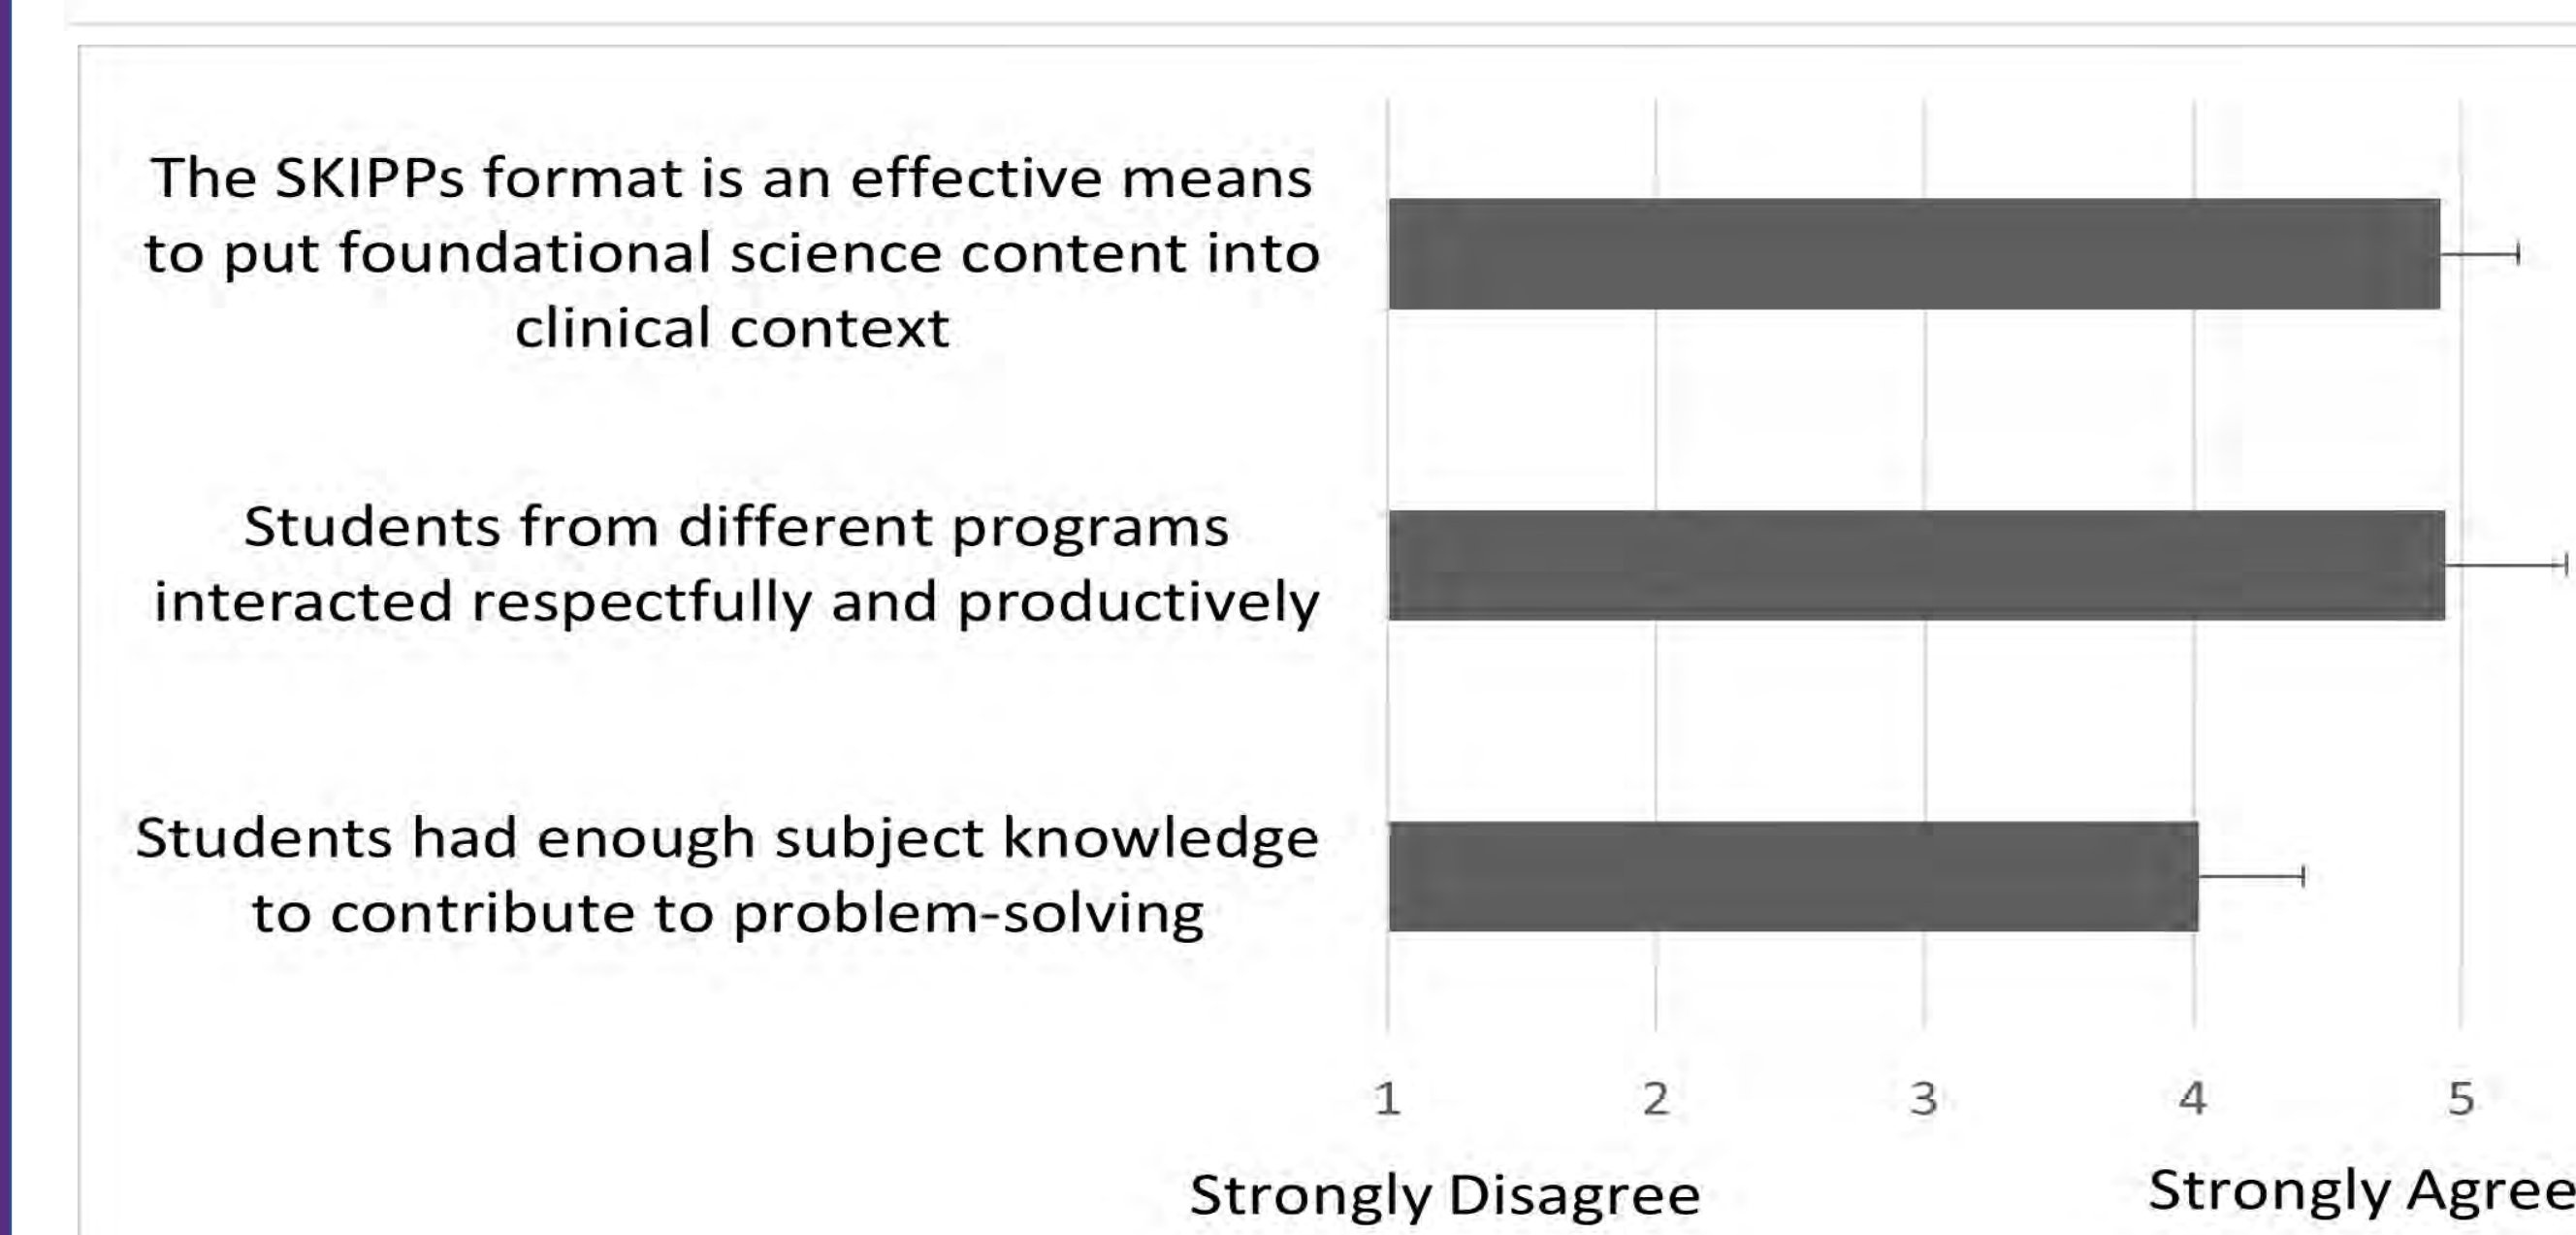 The SKIPPs format is an effective means
to put foundational science content into
clinical context
Students from different programs
interacted respectfully and productively
Students had enough subject knowledge
to contribute to problem-solving
1 2 3 4 5
Strongly Disagree
Strongly Agree